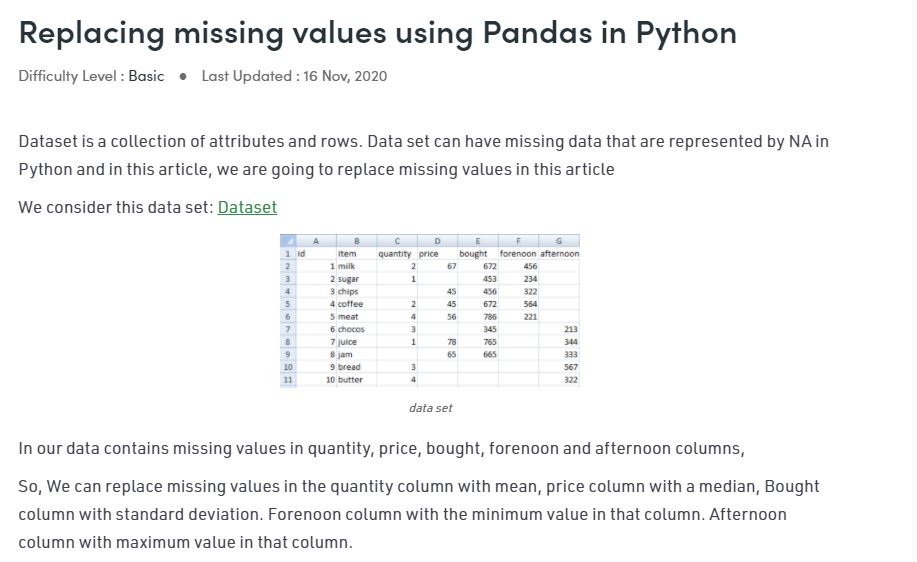 Replacing missing values using Pandas in Python
Difficulty Level : Basic ● Last Updated : 16 Nov, 2020
Dataset is a collection of attributes and rows. Data set can have missing data that are represented by NA in
Python and in this article, we are going to replace missing values in this article
We consider this data set: Dataset
A B C D E F G
1 id item quantity price bought forenoon afternoon
2 1 milk 2 67 672 456
3 2 sugar 1 453 234
4 3 chips 45 456 322
5 4 coffee 2 45 672 564
6 5 meat 4 56 786 221
7 6 chocos 3 345 213
8 7 juice 1 78 765 344
9 8 jam 65 665 333
10 9 bread 3 567
11 10 butter 4 322
data set
In our data contains missing values in quantity, price, bought, forenoon and afternoon columns,
So, We can replace missing values in the quantity column with mean, price column with a median, Bought
column with standard deviation. Forenoon column with the minimum value in that column. Afternoon
column with maximum value in that column.